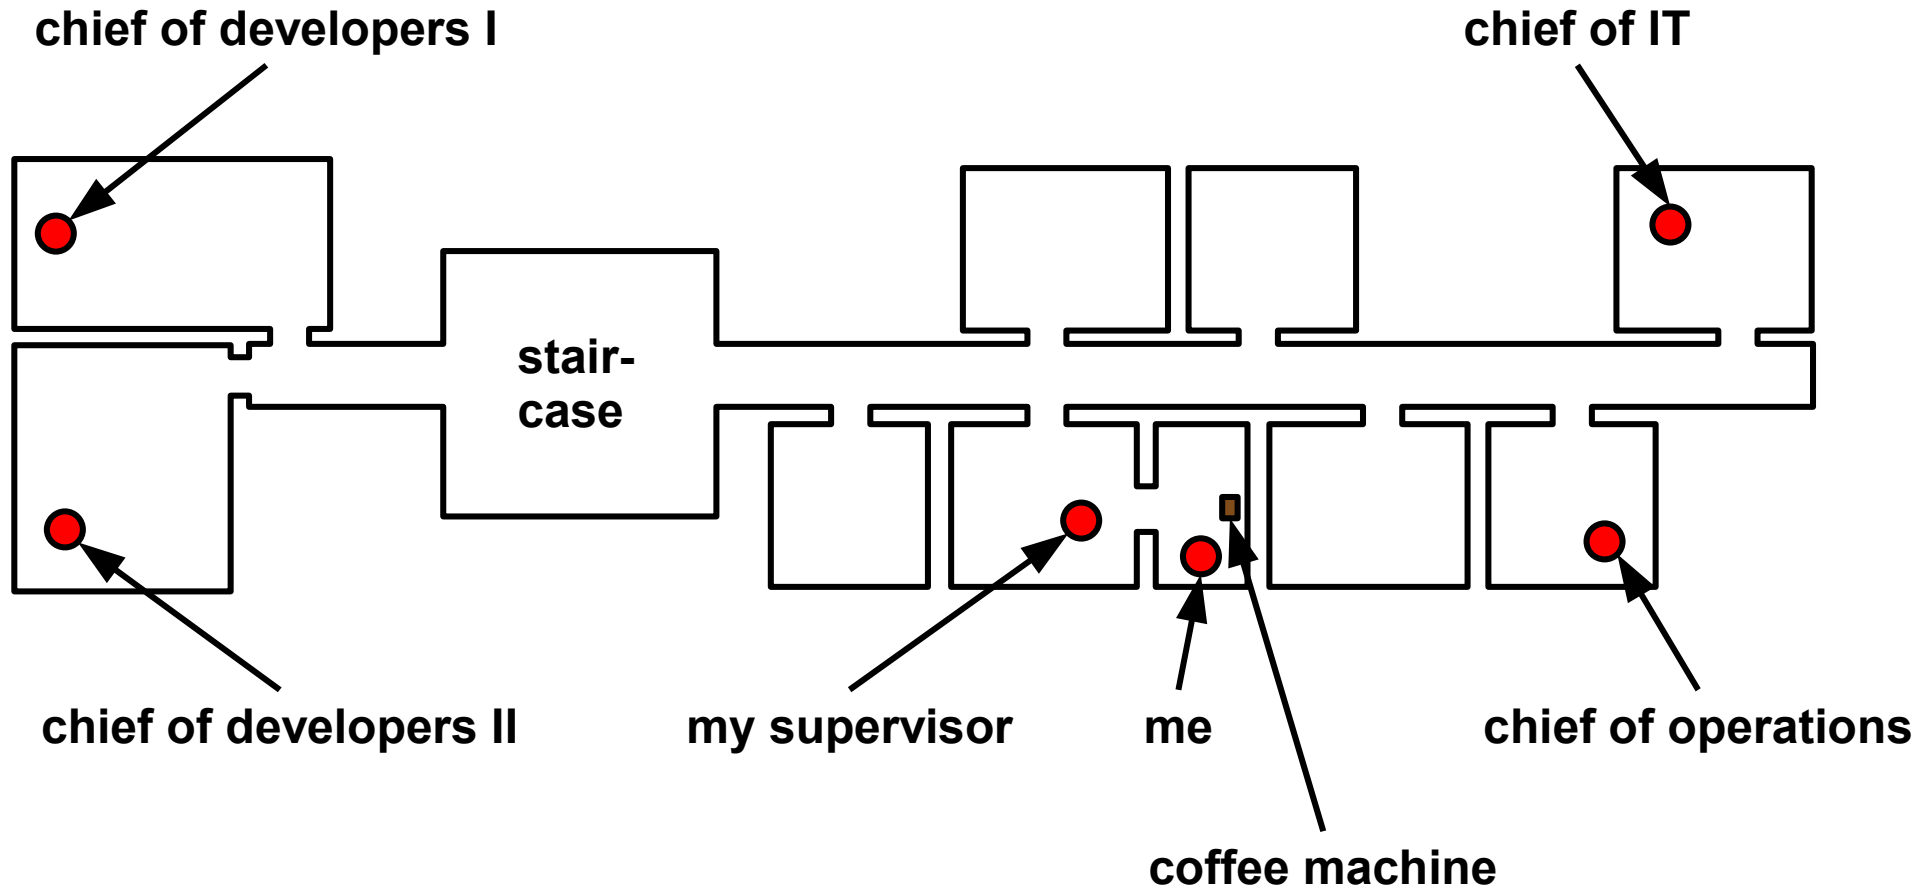 chief of developers I
chief of IT
stair-
case
chief of developers II
my supervisor
me
chief of operations
coffee machine